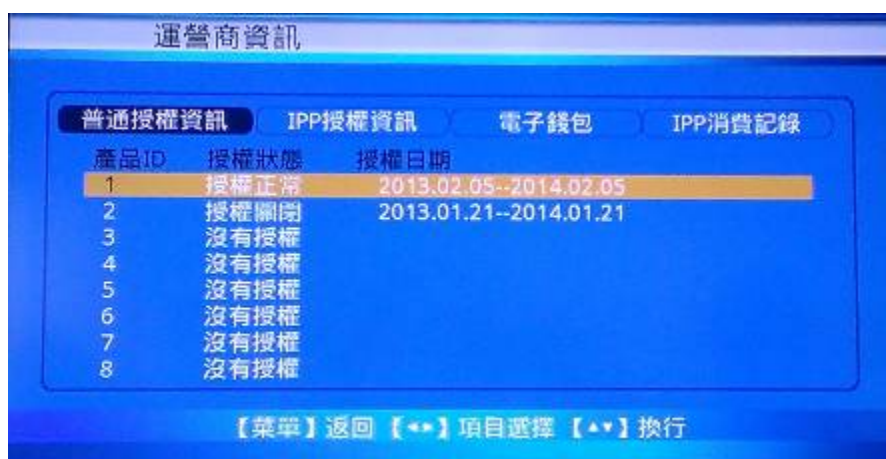 運營商資訊
普通授權資訊 IPP授權資訊 電子錢包 IPP消費記錄
產品ID 授權狀態 授權日期
1 授權正常 2013.02.05--2014.02.05
2 授權關閉 2013.01.21--2014.01.21
3 沒有授權
4 沒有授權
5 沒有授權
6 沒有授權
7 沒有授權
8 沒有授權
【菜單】返回 【◂▸】項目選擇 【▴▾】換行